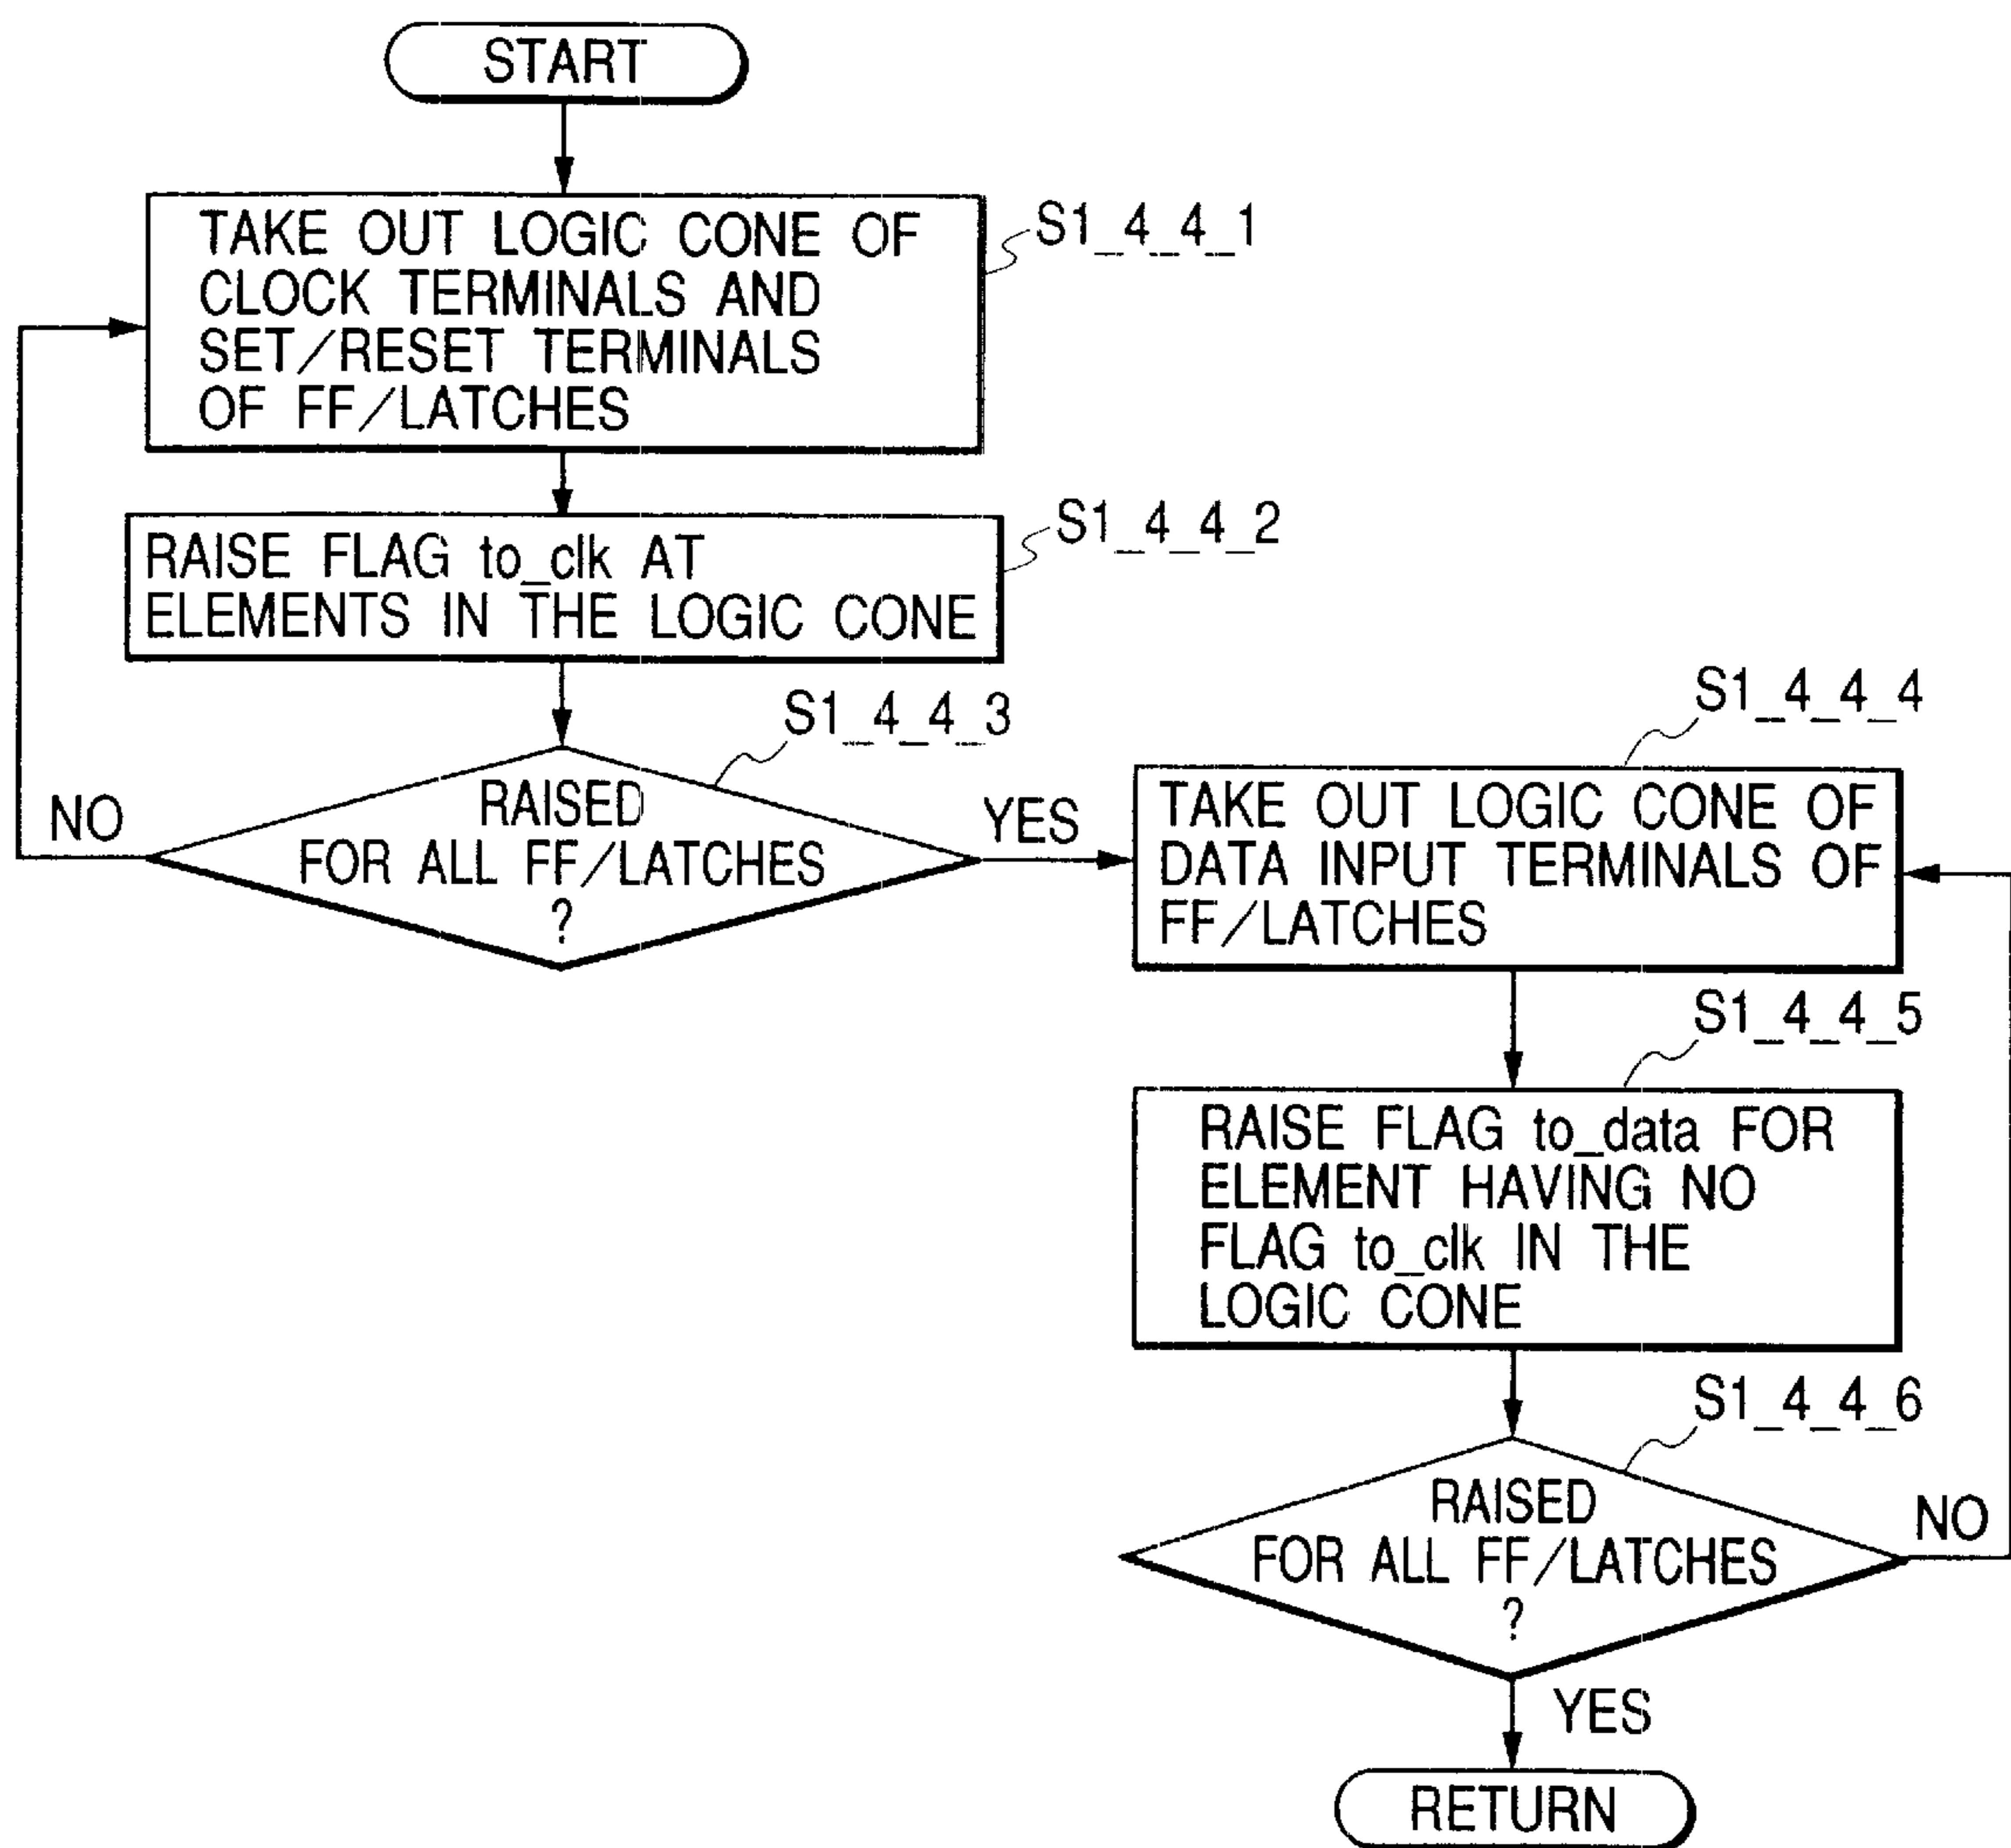 START
TAKE OUT LOGIC CONE OF
CLOCK TERMINALS AND
SET/RESET TERMINALS
OF FF/LATCHES
S1_4_4_1
RAISE FLAG to_clk AT
ELEMENTS IN THE LOGIC CONE
S1_4_4_2
RAISED
FOR ALL FF/LATCHES
?
S1_4_4_3
NO
YES
TAKE OUT LOGIC CONE OF
DATA INPUT TERMINALS OF
FF/LATCHES
S1_4_4_4
RAISE FLAG to_data FOR
ELEMENT HAVING NO
FLAG to_clk IN THE
LOGIC CONE
S1_4_4_5
RAISED
FOR ALL FF/LATCHES
?
S1_4_4_6
NO
YES
RETURN